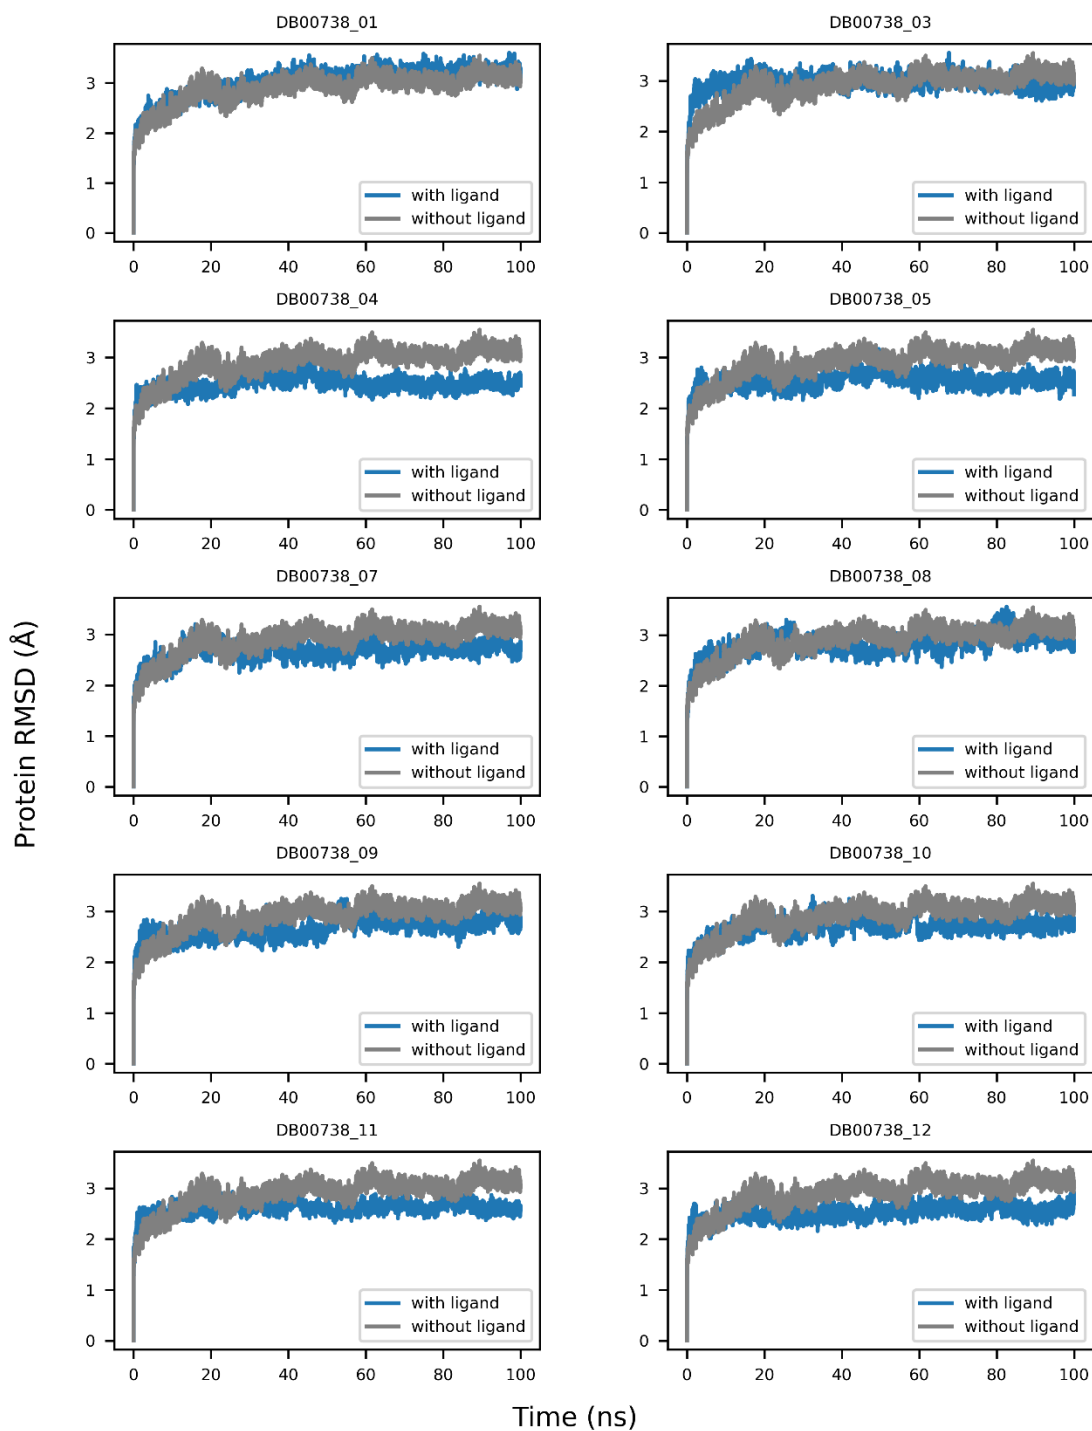 DB00738_01
3
2
1
0
with ligand
without ligand
0 20 40 60 80 100
DB00738_03
3
2
1
0
with ligand
without ligand
0 20 40 60 80 100
DB00738_04
3
2
1
0
with ligand
without ligand
0 20 40 60 80 100
DB00738_05
3
2
1
0
with ligand
without ligand
0 20 40 60 80 100
DB00738_07
3
2
1
0
with ligand
without ligand
0 20 40 60 80 100
DB00738_08
3
2
1
0
with ligand
without ligand
0 20 40 60 80 100
Protein RMSD (Å)
DB00738_09
3
2
1
0
with ligand
without ligand
0 20 40 60 80 100
DB00738_10
3
2
1
0
with ligand
without ligand
0 20 40 60 80 100
DB00738_11
3
2
1
0
with ligand
without ligand
0 20 40 60 80 100
DB00738_12
3
2
1
0
with ligand
without ligand
0 20 40 60 80 100
Time (ns)